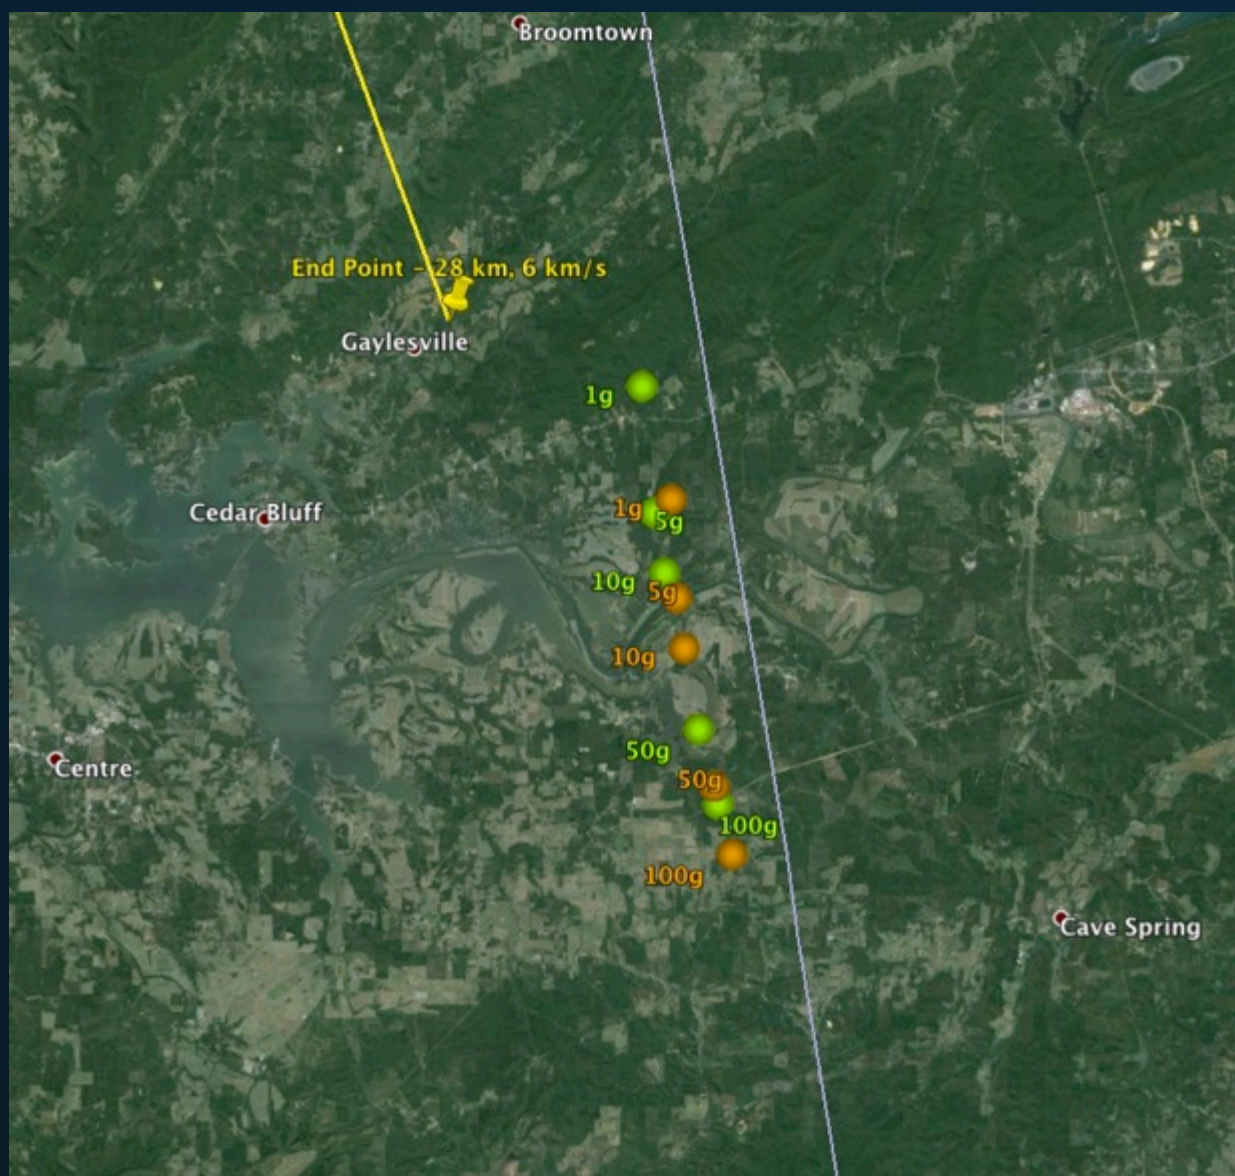 Broomtown
End Point - 28 km, 6 km/s
Gaylesville
1g
1g
5g
Cedar Bluff
10g
5g
10g
50g
50g
Centre
100g
100g
Cave Spring